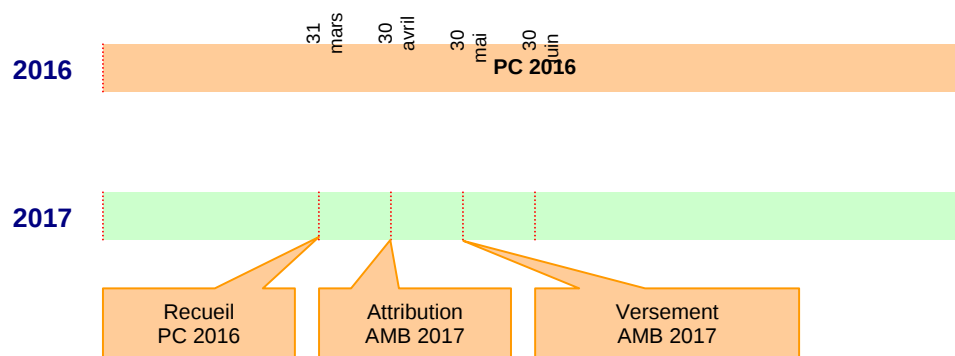 31
mars
30
avril
30
mai
30
juin
2016
PC 2016
2017
Recueil
PC 2016
Attribution
AMB 2017
Versement
AMB 2017